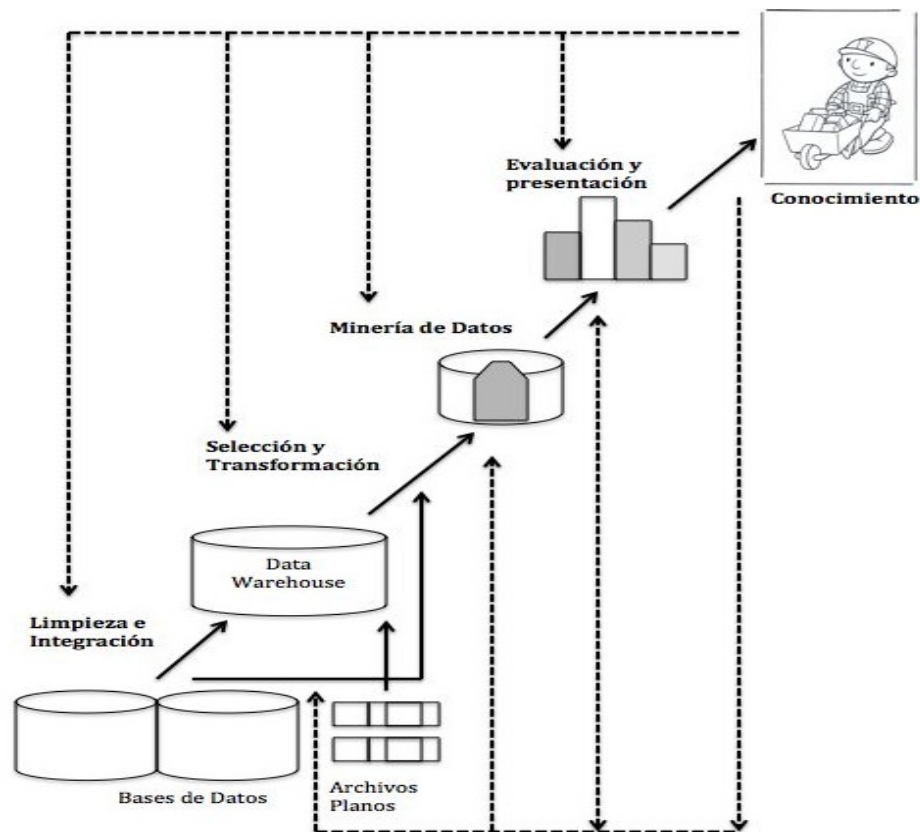 Evaluación y
presentación
Conocimiento
Minería de Datos
Selección y
Transformación
Data
Warehouse
Limpieza e
Integración
Bases de Datos
Archivos
Planos